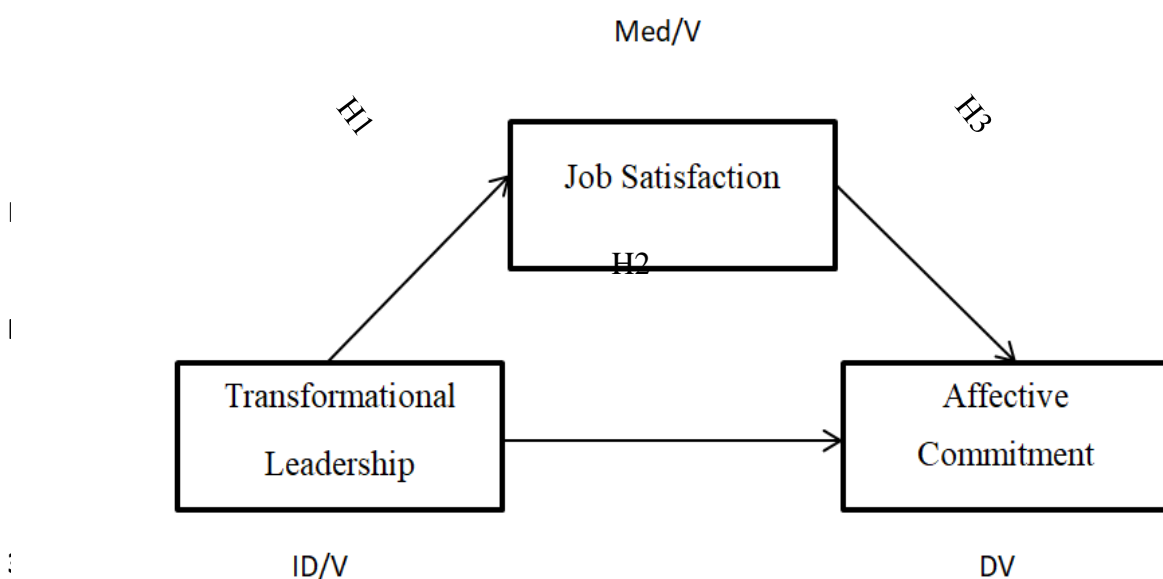 Med/V
H1
H3
Job Satisfaction
H2
Transformational
Leadership
Affective
Commitment
ID/V
DV